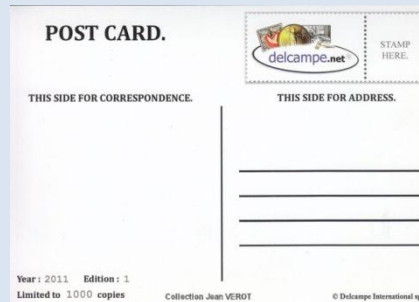 POST CARD.
delcampe.net
STAMP
HERE.
THIS SIDE FOR CORRESPONDENCE.
THIS SIDE FOR ADDRESS.
Year : 2011 Edition : 1
Limited to 1000 copies
Collection Jean VEROT
© Delcampe International